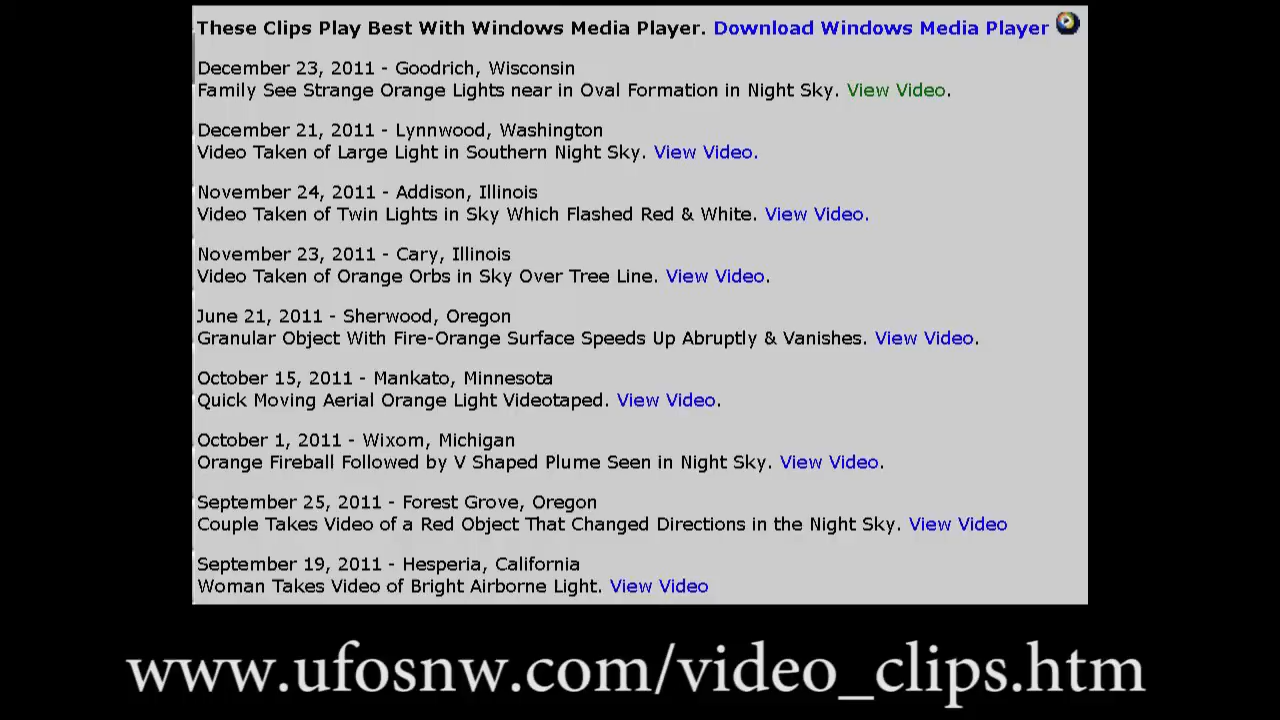 These Clips Play Best With Windows Media Player. Download Windows Media Player
December 23, 2011 - Goodrich, Wisconsin
Family See Strange Orange Lights near in Oval Formation in Night Sky. View Video.
December 21, 2011 - Lynnwood, Washington
Video Taken of Large Light in Southern Night Sky. View Video.
November 24, 2011 - Addison, Illinois
Video Taken of Twin Lights in Sky Which Flashed Red & White. View Video.
November 23, 2011 - Cary, Illinois
Video Taken of Orange Orbs in Sky Over Tree Line. View Video.
June 21, 2011 - Sherwood, Oregon
Granular Object With Fire-Orange Surface Speeds Up Abruptly & Vanishes. View Video.
October 15, 2011 - Mankato, Minnesota
Quick Moving Aerial Orange Light Videotaped. View Video.
October 1, 2011 - Wixom, Michigan
Orange Fireball Followed by V Shaped Plume Seen in Night Sky. View Video.
September 25, 2011 - Forest Grove, Oregon
Couple Takes Video of a Red Object That Changed Directions in the Night Sky. View Video
September 19, 2011 - Hesperia, California
Woman Takes Video of Bright Airborne Light. View Video
www.ufosnw.com/video_clips.htm